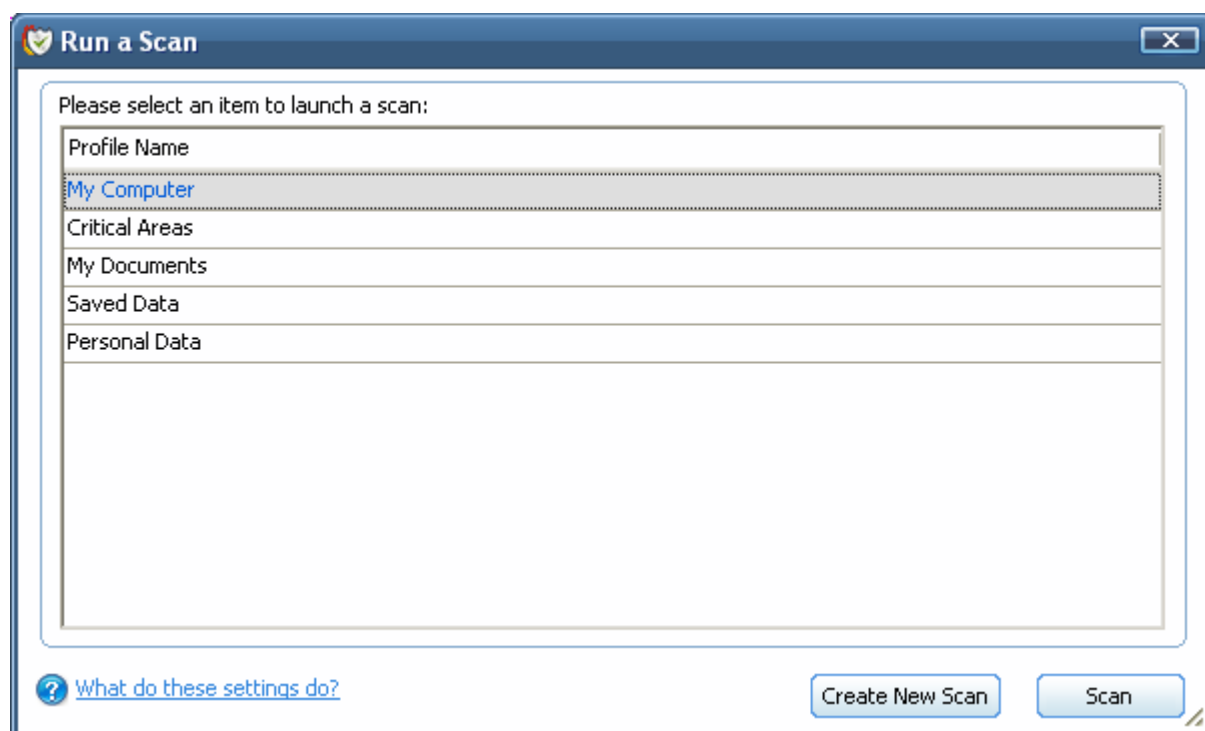 Run a Scan
Please select an item to launch a scan:
Profile Name
My Computer
Critical Areas
My Documents
Saved Data
Personal Data
What do these settings do?
Create New Scan
Scan